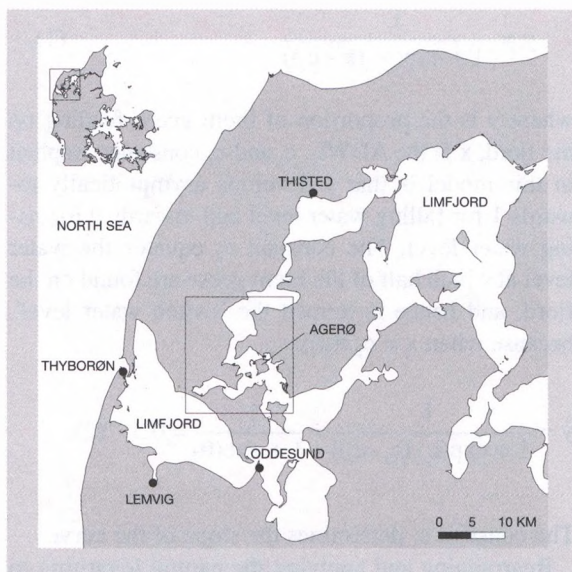 THISTED
LIMFJORD
NORTH SEA
AGERØ
THYBORØN
LIMFJORD
ODDESUND
LEMVIG
0 5 10 KM